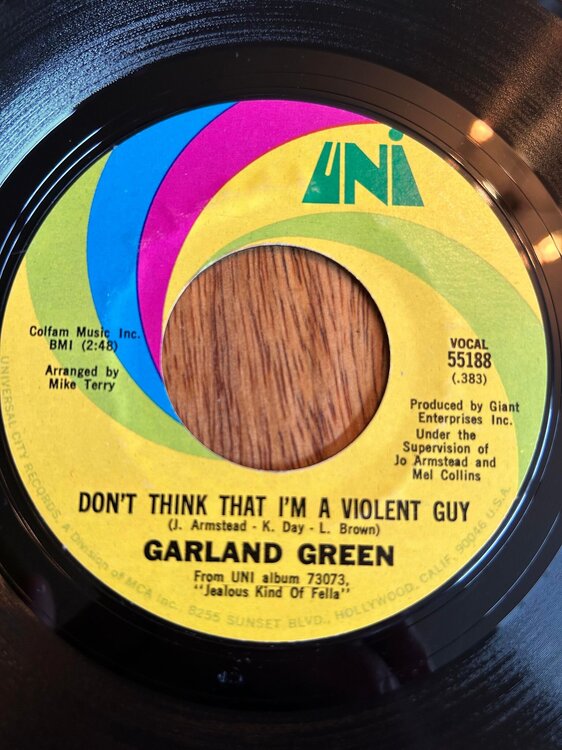 UNI
Colfam Music Inc.
BMI (2:48)
Arranged by
Mike Terry
VOCAL
55188
(.383)
Produced by Giant
Enterprises Inc.
Under the
Supervision of
Jo Armstead and
Mel Collins
DON'T THINK THAT I'M A VIOLENT GUY
(J. Armstead - K. Day - L. Brown)
GARLAND GREEN
From UNI album 73073,
"Jealous Kind Of Fella"
UNIVERSAL CITY RECORDS, A Division of MCA Inc. 8255 SUNSET BLVD., HOLLYWOOD, CALIF. 90046 U.S.A.